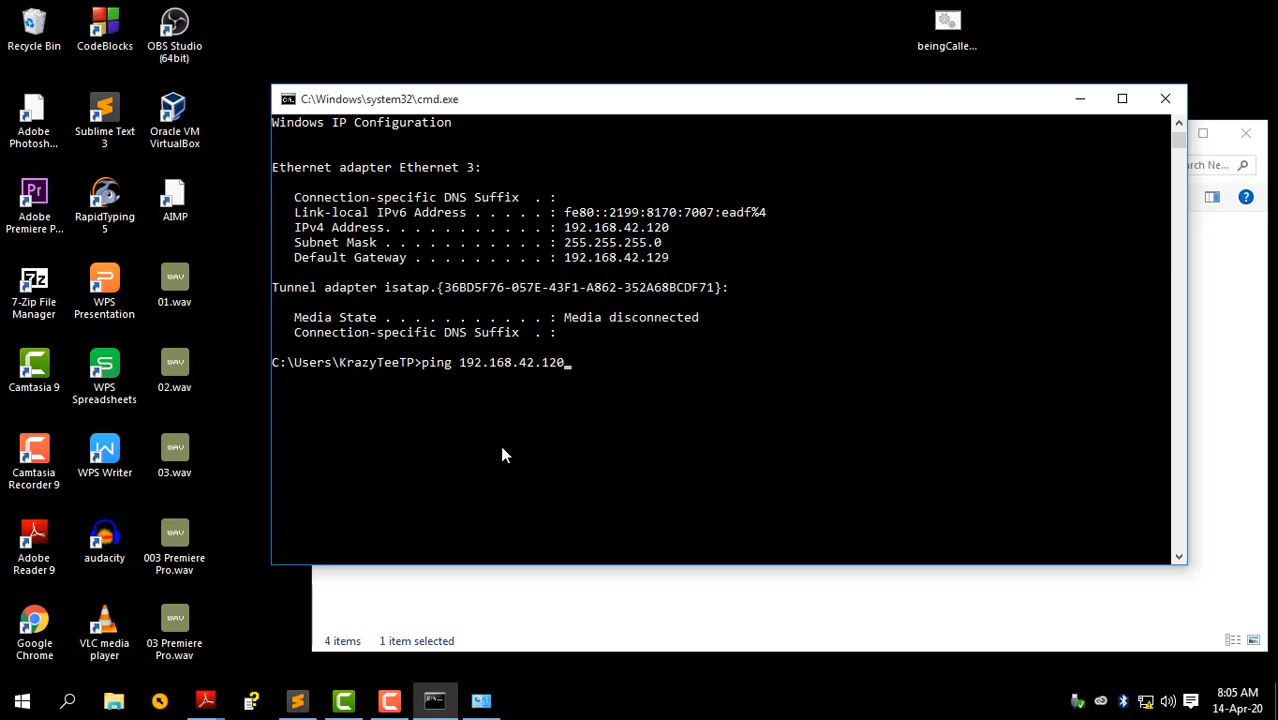 Recycle Bin
CodeBlocks
OBS Studio
(64bit)
beingCalle...
Adobe
Photosh...
Sublime Text
3
Oracle VM
VirtualBox
Adobe
Premiere P...
RapidTyping
5
AIMP
7-Zip File
Manager
WPS
Presentation
01.wav
Camtasia 9
WPS
Spreadsheets
02.wav
Camtasia
Recorder 9
WPS Writer
03.wav
Adobe
Reader 9
audacity
003 Premiere
Pro.wav
Google
Chrome
VLC media
player
03 Premiere
Pro.wav
C:\Windows\system32\cmd.exe
Windows IP Configuration
Ethernet adapter Ethernet 3:
Connection-specific DNS Suffix  . :
Link-local IPv6 Address . . . . . : fe80::2199:8170:7007:eadf%4
IPv4 Address. . . . . . . . . . . : 192.168.42.120
Subnet Mask . . . . . . . . . . . : 255.255.255.0
Default Gateway . . . . . . . . . : 192.168.42.129
Tunnel adapter isatap.{36BD5F76-057E-43F1-A862-352A68BCDF71}:
Media State . . . . . . . . . . . : Media disconnected
Connection-specific DNS Suffix  . :
C:\Users\KrazyTeeTP>ping 192.168.42.120_
rch Ne...
4 items
1 item selected
8:05 AM
14-Apr-20